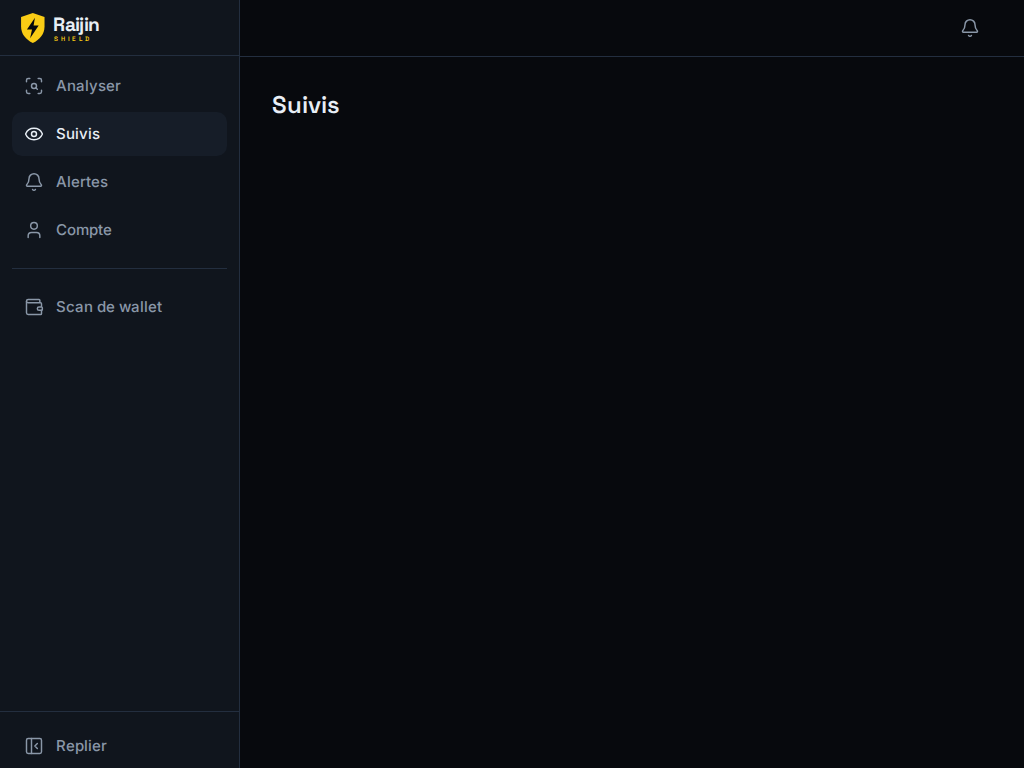 Raijin
SHIELD
Analyser
Suivis
Alertes
Compte
Scan de wallet
Replier
Suivis